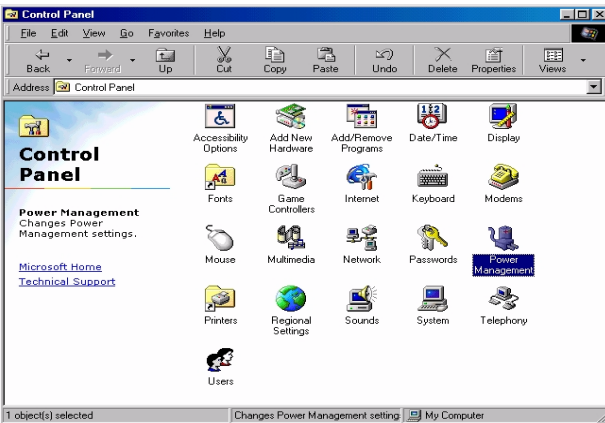 Control Panel
File Edit View Go Favorites Help
Back Forward Up Cut Copy Paste Undo Delete Properties Views
Address Control Panel
Control
Panel
Power Management
Changes Power
Management settings.
Microsoft Home
Technical Support
Accessibility
Options
Add New
Hardware
Add/Remove
Programs
Date/Time
Display
Fonts
Game
Controllers
Internet
Keyboard
Modems
Mouse
Multimedia
Network
Passwords
Power
Management
Printers
Regional
Settings
Sounds
System
Telephony
Users
1 object(s) selected Changes Power Management setting My Computer